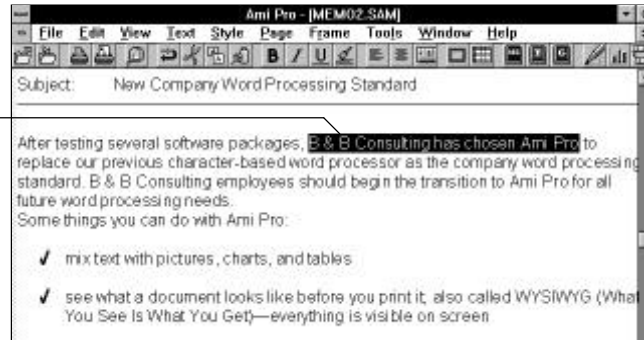 Ami Pro - [MEMO2.SAM]
File Edit View Text Style Page Frame Tools Window Help
B I U
Subject: New Company Word Processing Standard
After testing several software packages, B & B Consulting has chosen Ami Pro to
replace our previous character-based word processor as the company word processing
standard. B & B Consulting employees should begin the transition to Ami Pro for all
future word processing needs.
Some things you can do with Ami Pro:
✓ mix text with pictures, charts, and tables
✓ see what a document looks like before you print it, also called WYSIWYG (What
You See Is What You Get)—everything is visible on screen